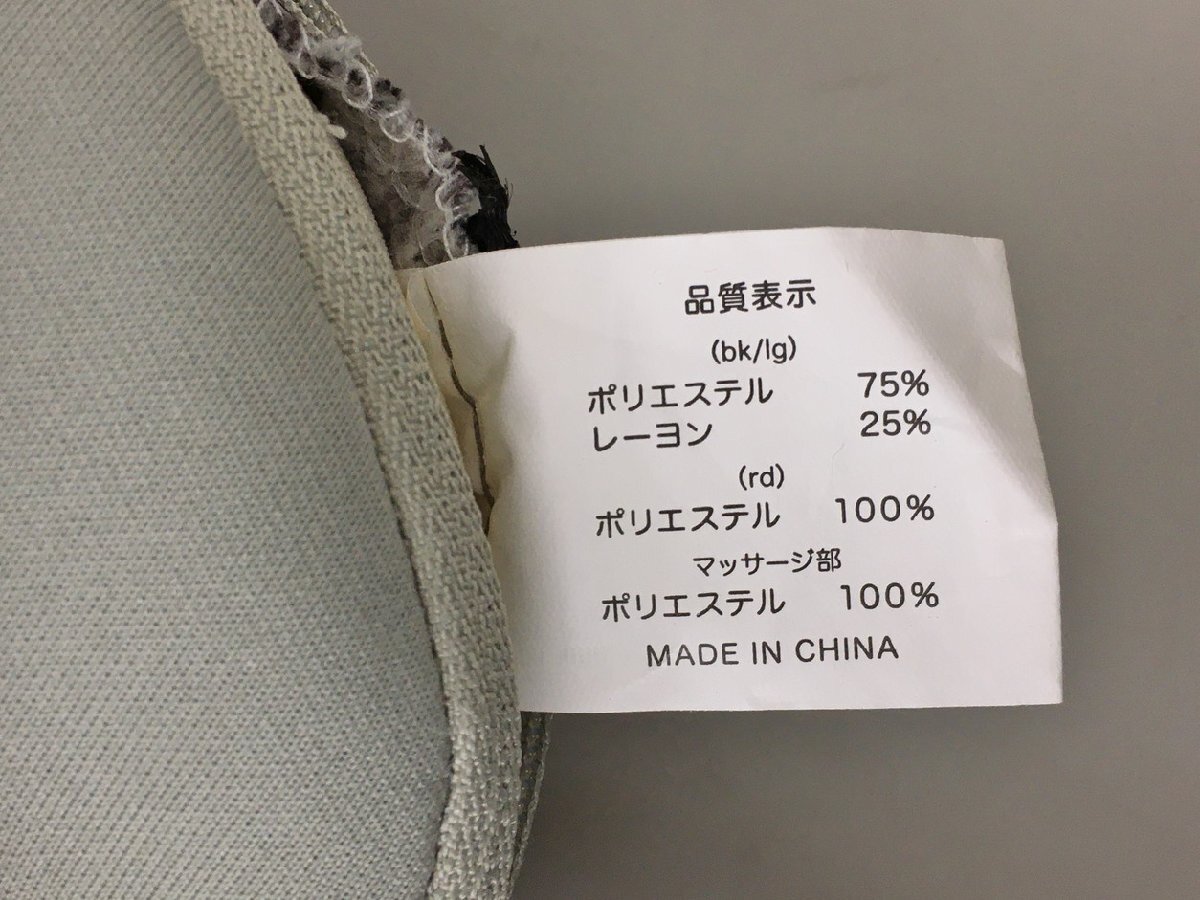 品質表示
(bk/lg)
ポリエステル 75%
レーヨン 25%
(rd)
ポリエステル 100%
マッサージ部
ポリエステル 100%
MADE IN CHINA